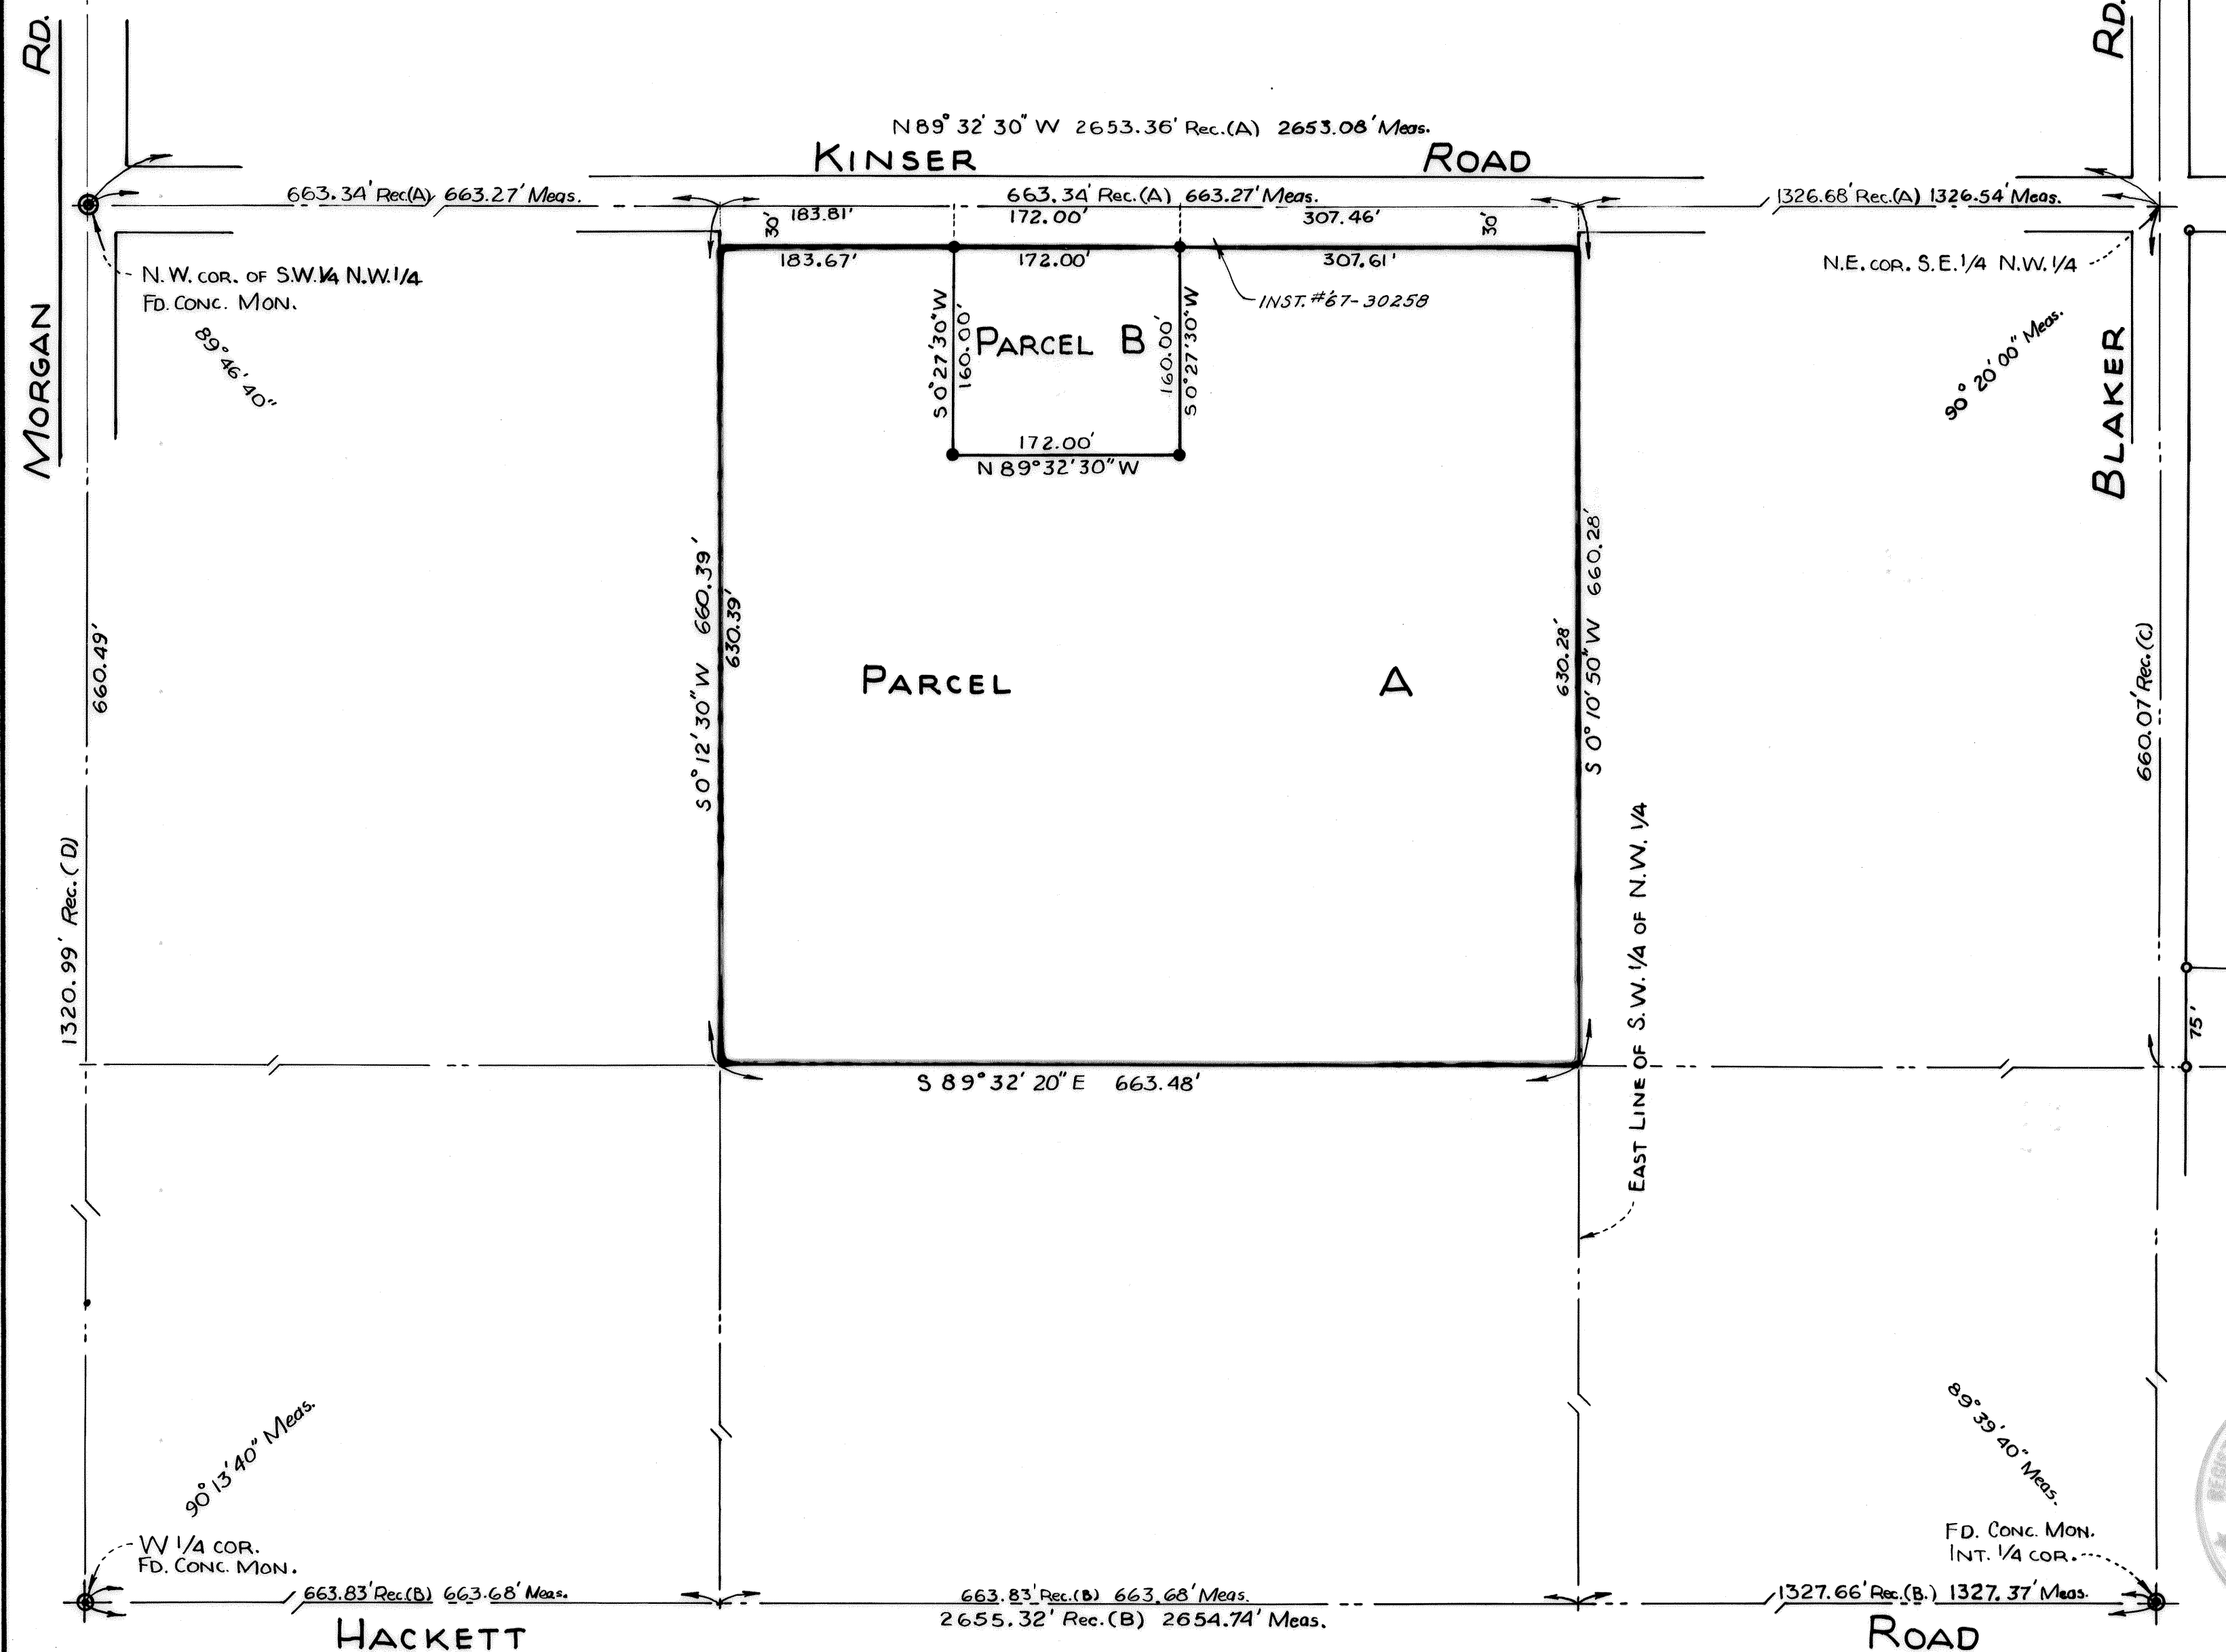 RD.
RD.
N 89° 32' 30" W 2653.36' Rec.(A) 2653.08' Meas.
KINSER ROAD
663.34' Rec.(A) 663.27' Meas.
663.34' Rec.(A) 663.27' Meas.
1326.68' Rec.(A) 1326.54' Meas.
30'
183.81'
172.00'
307.46'
30'
183.67'
172.00'
307.61'
N.W. COR. OF S.W. 1/4 N.W. 1/4
FD. CONC. MON.
INST. #67-30258
N.E. COR. S.E. 1/4 N.W. 1/4
89° 46' 40"
90° 20' 00" Meas.
MORGAN
BLAKER
S 0° 27' 30" W
160.00'
PARCEL B
160.00'
S 0° 27' 30" W
172.00'
N 89° 32' 30" W
S 0° 12' 30" W 660.39'
630.39'
630.28'
S 0° 10' 50" W 660.28'
660.49'
660.07' Rec.(C)
PARCEL A
1320.99' Rec.(D)
EAST LINE OF S.W. 1/4 OF N.W. 1/4
75'
S 89° 32' 20" E 663.48'
90° 13' 40" Meas.
89° 39' 40" Meas.
W 1/4 COR.
FD. CONC. MON.
FD. CONC. MON.
INT. 1/4 COR.
663.83' Rec.(B) 663.68' Meas.
663.83' Rec.(B) 663.68' Meas.
1327.66' Rec.(B.) 1327.37' Meas.
2655.32' Rec.(B) 2654.74' Meas.
HACKETT ROAD